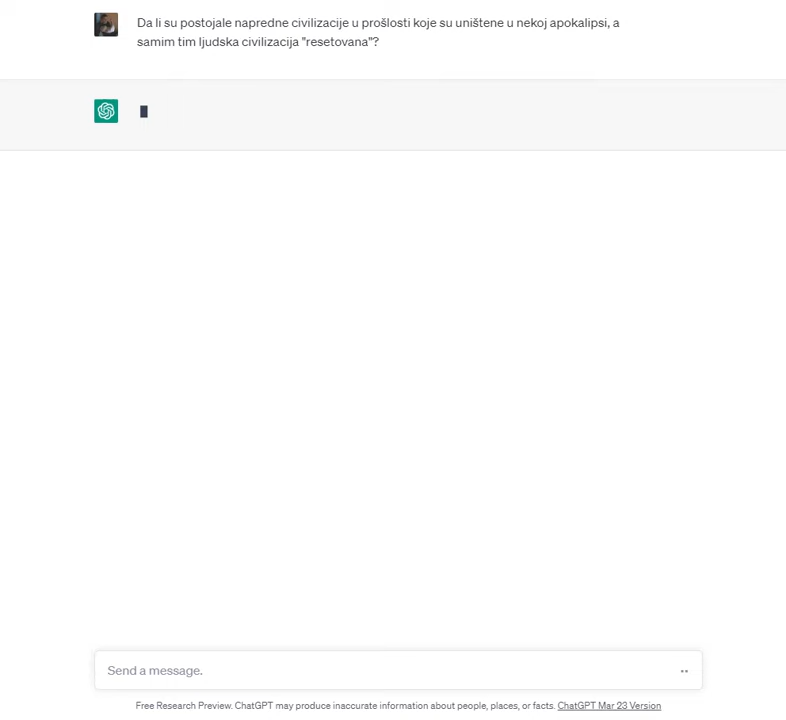 Da li su postojale napredne civilizacije u prošlosti koje su uništene u nekoj apokalipsi, a
samim tim ljudska civilizacija "resetovana"?
Send a message.
Free Research Preview. ChatGPT may produce inaccurate information about people, places, or facts. ChatGPT Mar 23 Version